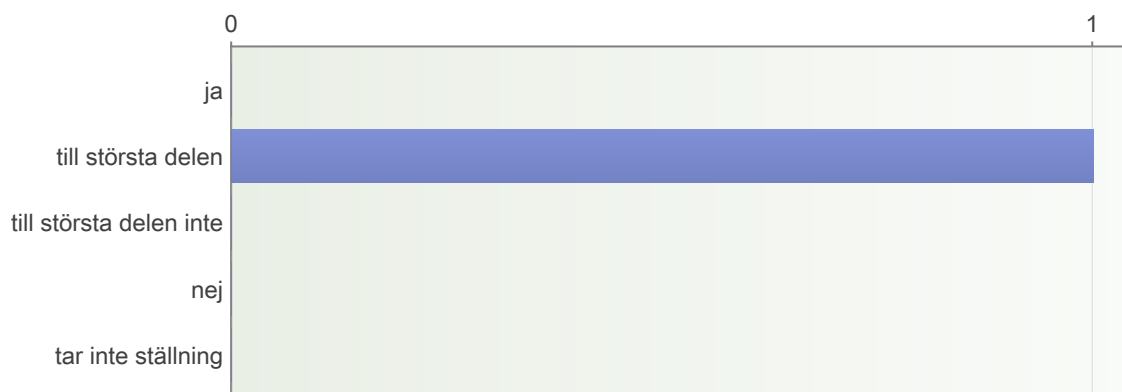 0 1
ja
till största delen
till största delen inte
nej
tar inte ställning